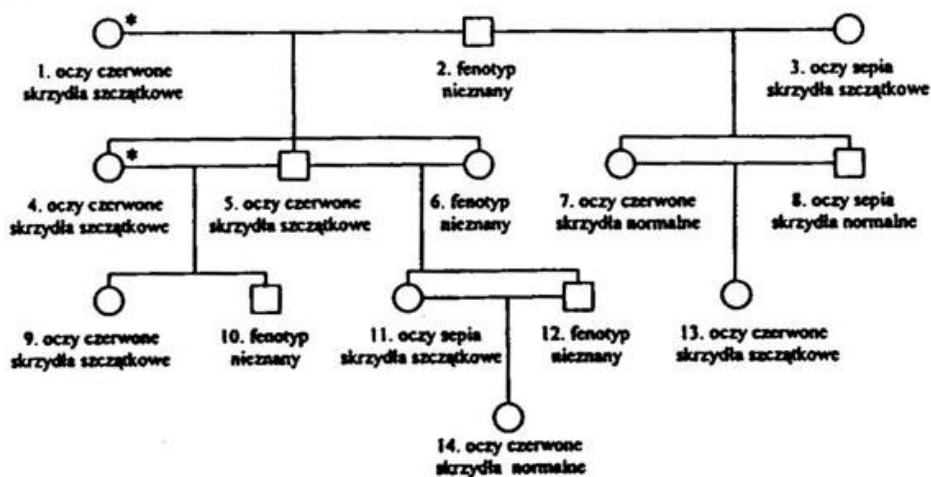 *
1. oczy czerwone
skrzydła szczątkowe
2. fenotyp
nieznany
3. oczy sepia
skrzydła szczątkowe
*
4. oczy czerwone
skrzydła szczątkowe
5. oczy czerwone
skrzydła szczątkowe
6. fenotyp
nieznany
7. oczy czerwone
skrzydła normalne
8. oczy sepia
skrzydła normalne
9. oczy czerwone
skrzydła szczątkowe
10. fenotyp
nieznany
11. oczy sepia
skrzydła szczątkowe
12. fenotyp
nieznany
13. oczy czerwone
skrzydła szczątkowe
14. oczy czerwone
skrzydła normalne